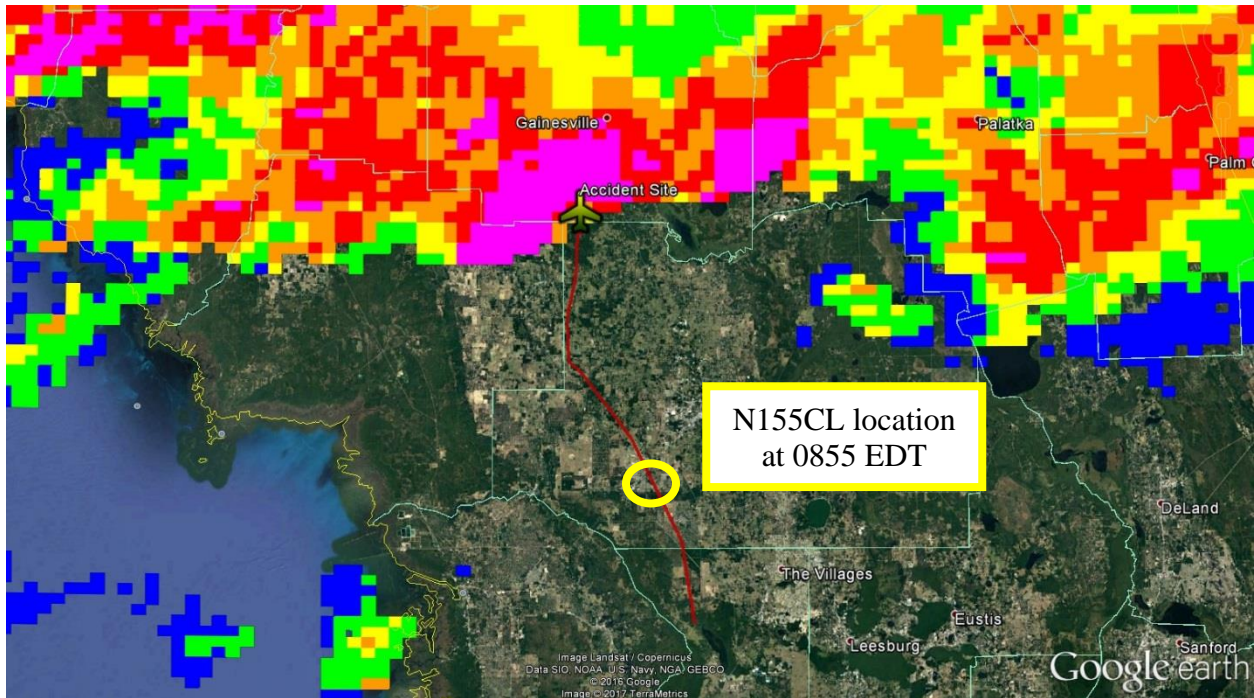 Gainesville
Palatka
Accident Site
Palm C
N155CL location
at 0855 EDT
DeLand
The Villages
Eustis
Leesburg
Sanford
Image Landsat / Copernicus
Data SIO, NOAA, U.S. Navy, NGA, GEBCO
© 2016 Google
Image © 2017 TerraMetrics
Google earth